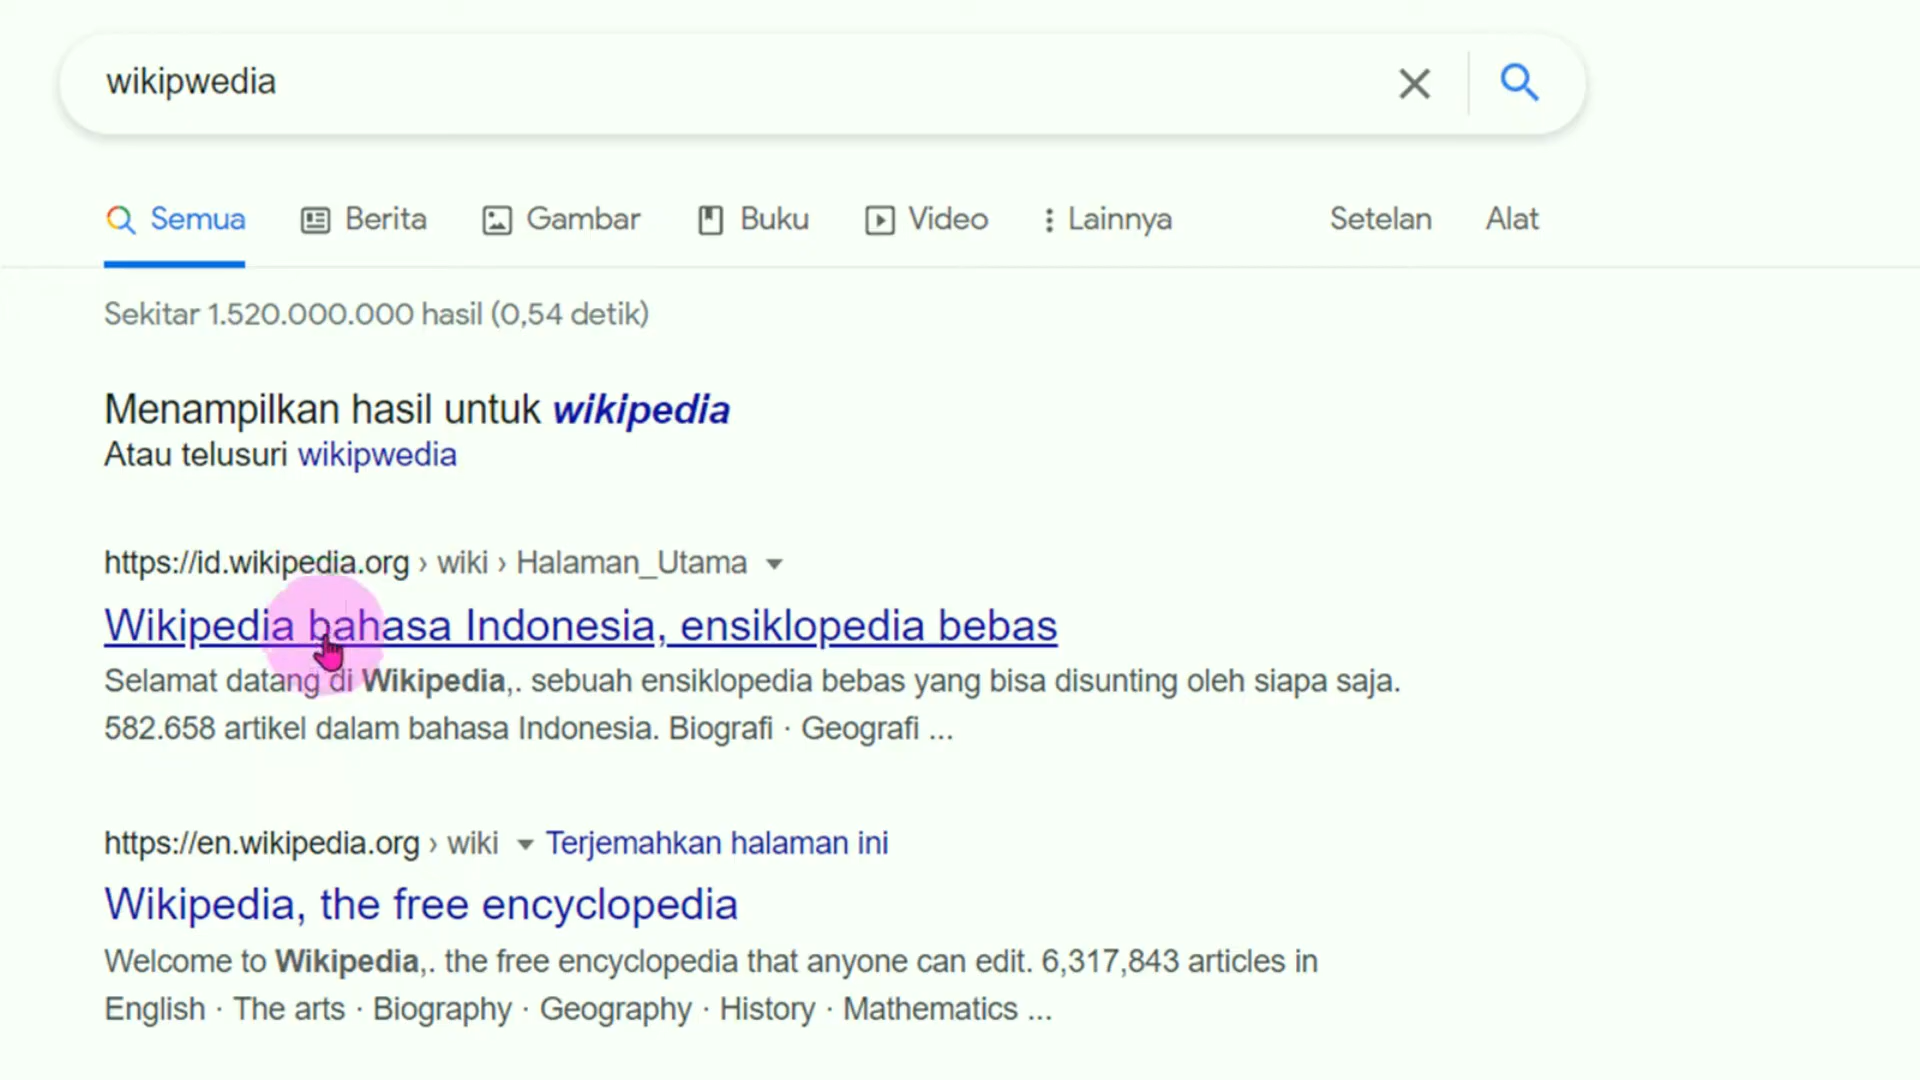 wikipwedia
Semua Berita Gambar Buku Video Lainnya Setelan Alat
Sekitar 1.520.000.000 hasil (0,54 detik)
Menampilkan hasil untuk wikipedia
Atau telusuri wikipwedia
https://id.wikipedia.org › wiki › Halaman_Utama
Wikipedia bahasa Indonesia, ensiklopedia bebas
Selamat datang di Wikipedia,. sebuah ensiklopedia bebas yang bisa disunting oleh siapa saja.
582.658 artikel dalam bahasa Indonesia. Biografi · Geografi ...
https://en.wikipedia.org › wiki Terjemahkan halaman ini
Wikipedia, the free encyclopedia
Welcome to Wikipedia,. the free encyclopedia that anyone can edit. 6,317,843 articles in
English · The arts · Biography · Geography · History · Mathematics ...